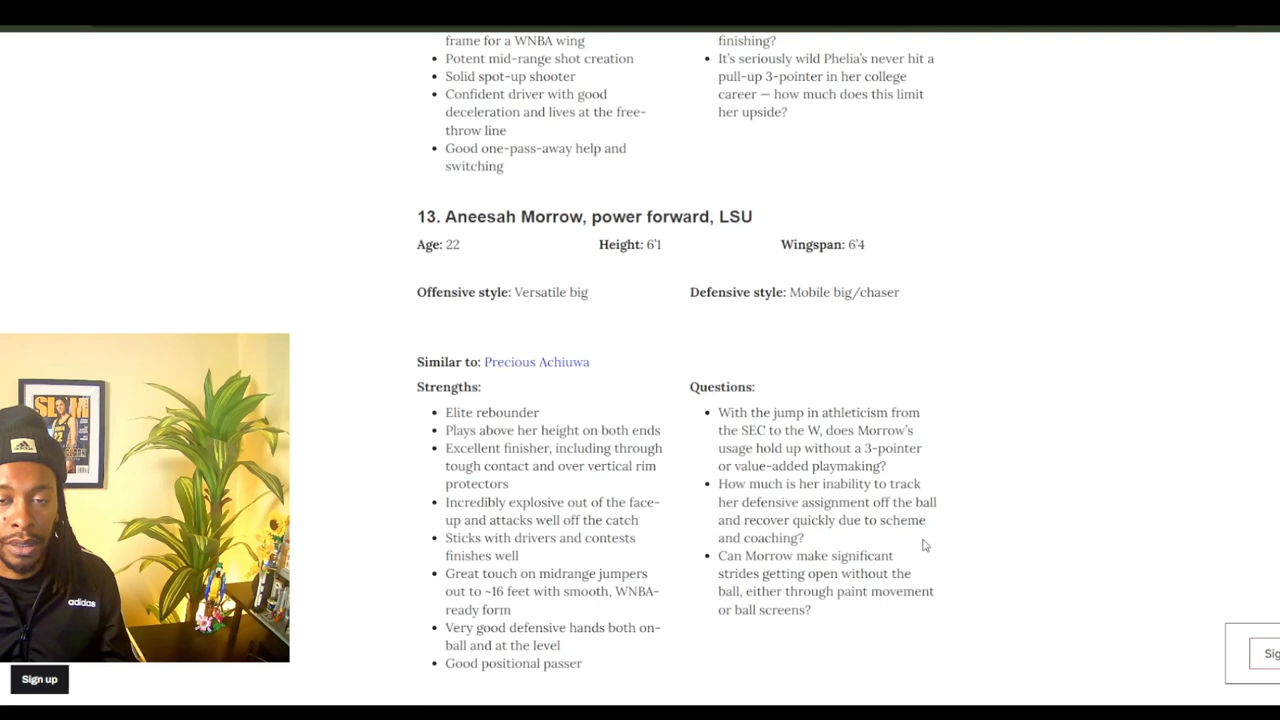 frame for a WNBA wing
• Potent mid-range shot creation
• Solid spot-up shooter
• Confident driver with good
deceleration and lives at the free-
throw line
• Good one-pass-away help and
switching
finishing?
• It's seriously wild Phelia's never hit a
pull-up 3-pointer in her college
career — how much does this limit
her upside?
13. Aneesah Morrow, power forward, LSU
Age: 22 Height: 6'1 Wingspan: 6'4
Offensive style: Versatile big Defensive style: Mobile big/chaser
Similar to: Precious Achiuwa
Strengths:
• Elite rebounder
• Plays above her height on both ends
• Excellent finisher, including through
tough contact and over vertical rim
protectors
• Incredibly explosive out of the face-
up and attacks well off the catch
• Sticks with drivers and contests
finishes well
• Great touch on midrange jumpers
out to ~16 feet with smooth, WNBA-
ready form
• Very good defensive hands both on-
ball and at the level
• Good positional passer
Questions:
• With the jump in athleticism from
the SEC to the W, does Morrow's
usage hold up without a 3-pointer
or value-added playmaking?
• How much is her inability to track
her defensive assignment off the ball
and recover quickly due to scheme
and coaching?
• Can Morrow make significant
strides getting open without the
ball, either through paint movement
or ball screens?
SLAM
adidas
Sign up
Sig